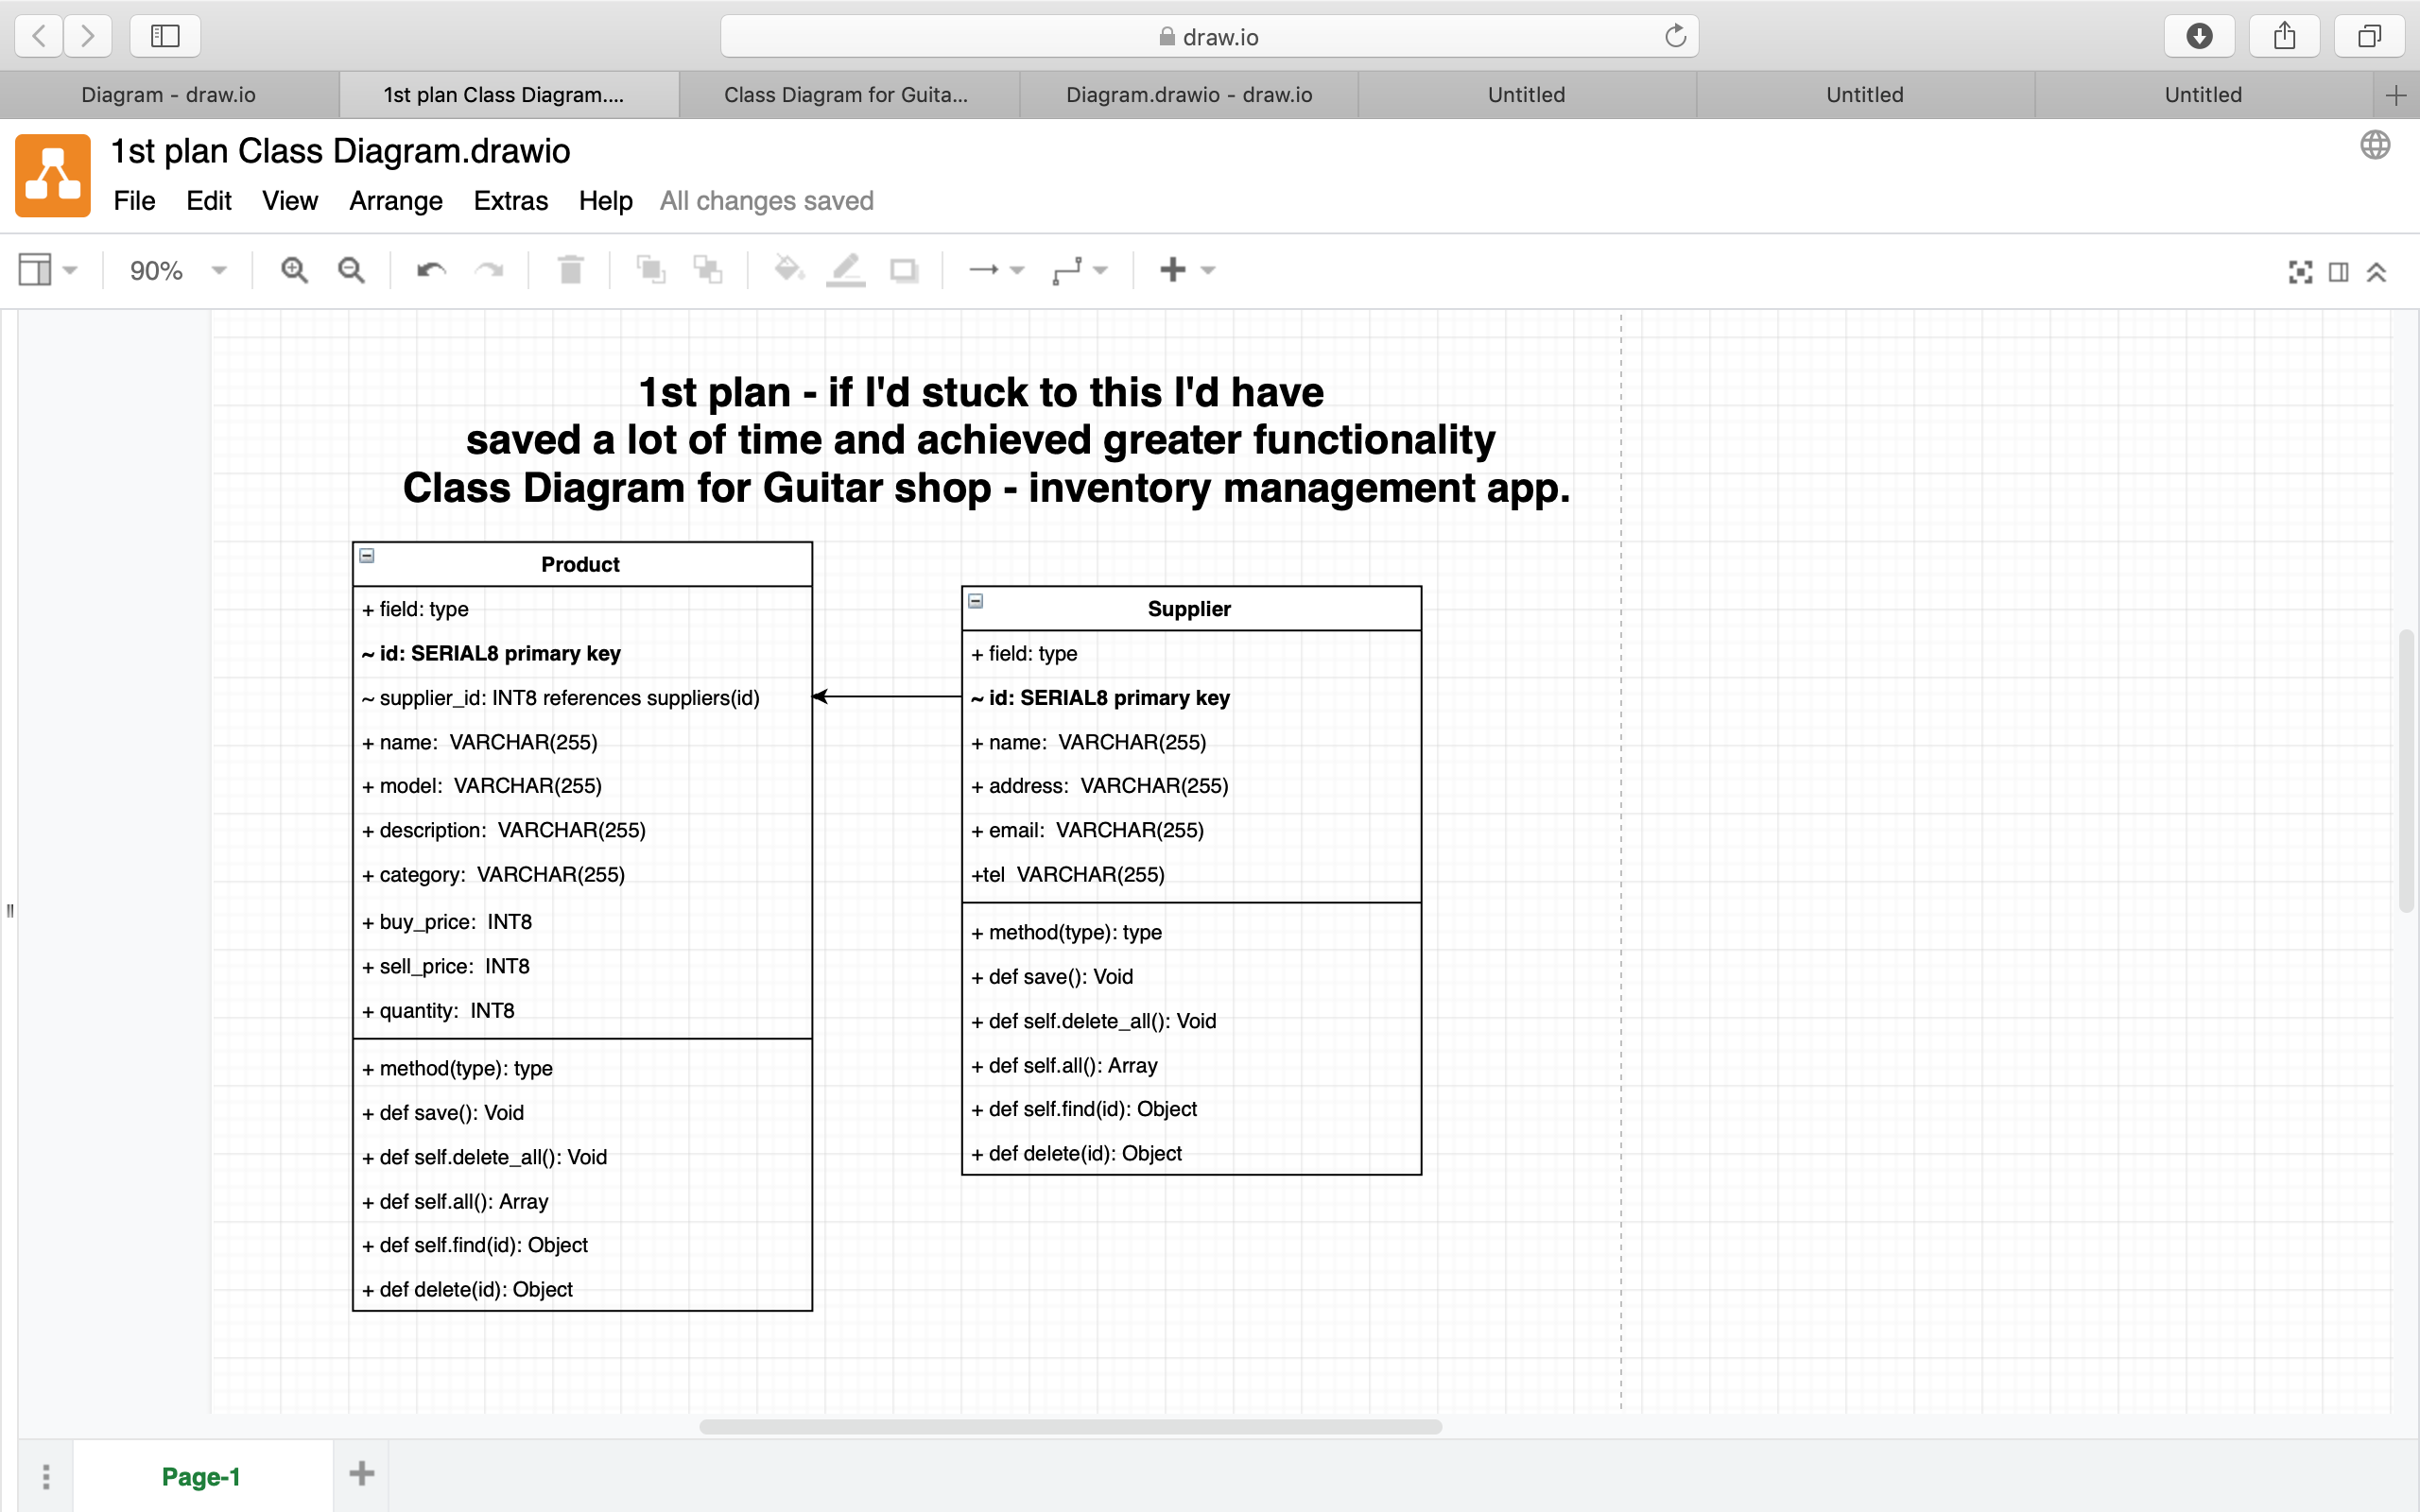 draw.io
Diagram - draw.io
1st plan Class Diagram....
Class Diagram for Guita...
Diagram.drawio - draw.io
Untitled
Untitled
Untitled
1st plan Class Diagram.drawio
File Edit View Arrange Extras Help All changes saved
90%
1st plan - if I'd stuck to this I'd have
saved a lot of time and achieved greater functionality
Class Diagram for Guitar shop - inventory management app.
Product
+ field: type
~ id: SERIAL8 primary key
~ supplier_id: INT8 references suppliers(id)
+ name: VARCHAR(255)
+ model: VARCHAR(255)
+ description: VARCHAR(255)
+ category: VARCHAR(255)
+ buy_price: INT8
+ sell_price: INT8
+ quantity: INT8
+ method(type): type
+ def save(): Void
+ def self.delete_all(): Void
+ def self.all(): Array
+ def self.find(id): Object
+ def delete(id): Object
Supplier
+ field: type
~ id: SERIAL8 primary key
+ name: VARCHAR(255)
+ address: VARCHAR(255)
+ email: VARCHAR(255)
+tel VARCHAR(255)
+ method(type): type
+ def save(): Void
+ def self.delete_all(): Void
+ def self.all(): Array
+ def self.find(id): Object
+ def delete(id): Object
Page-1